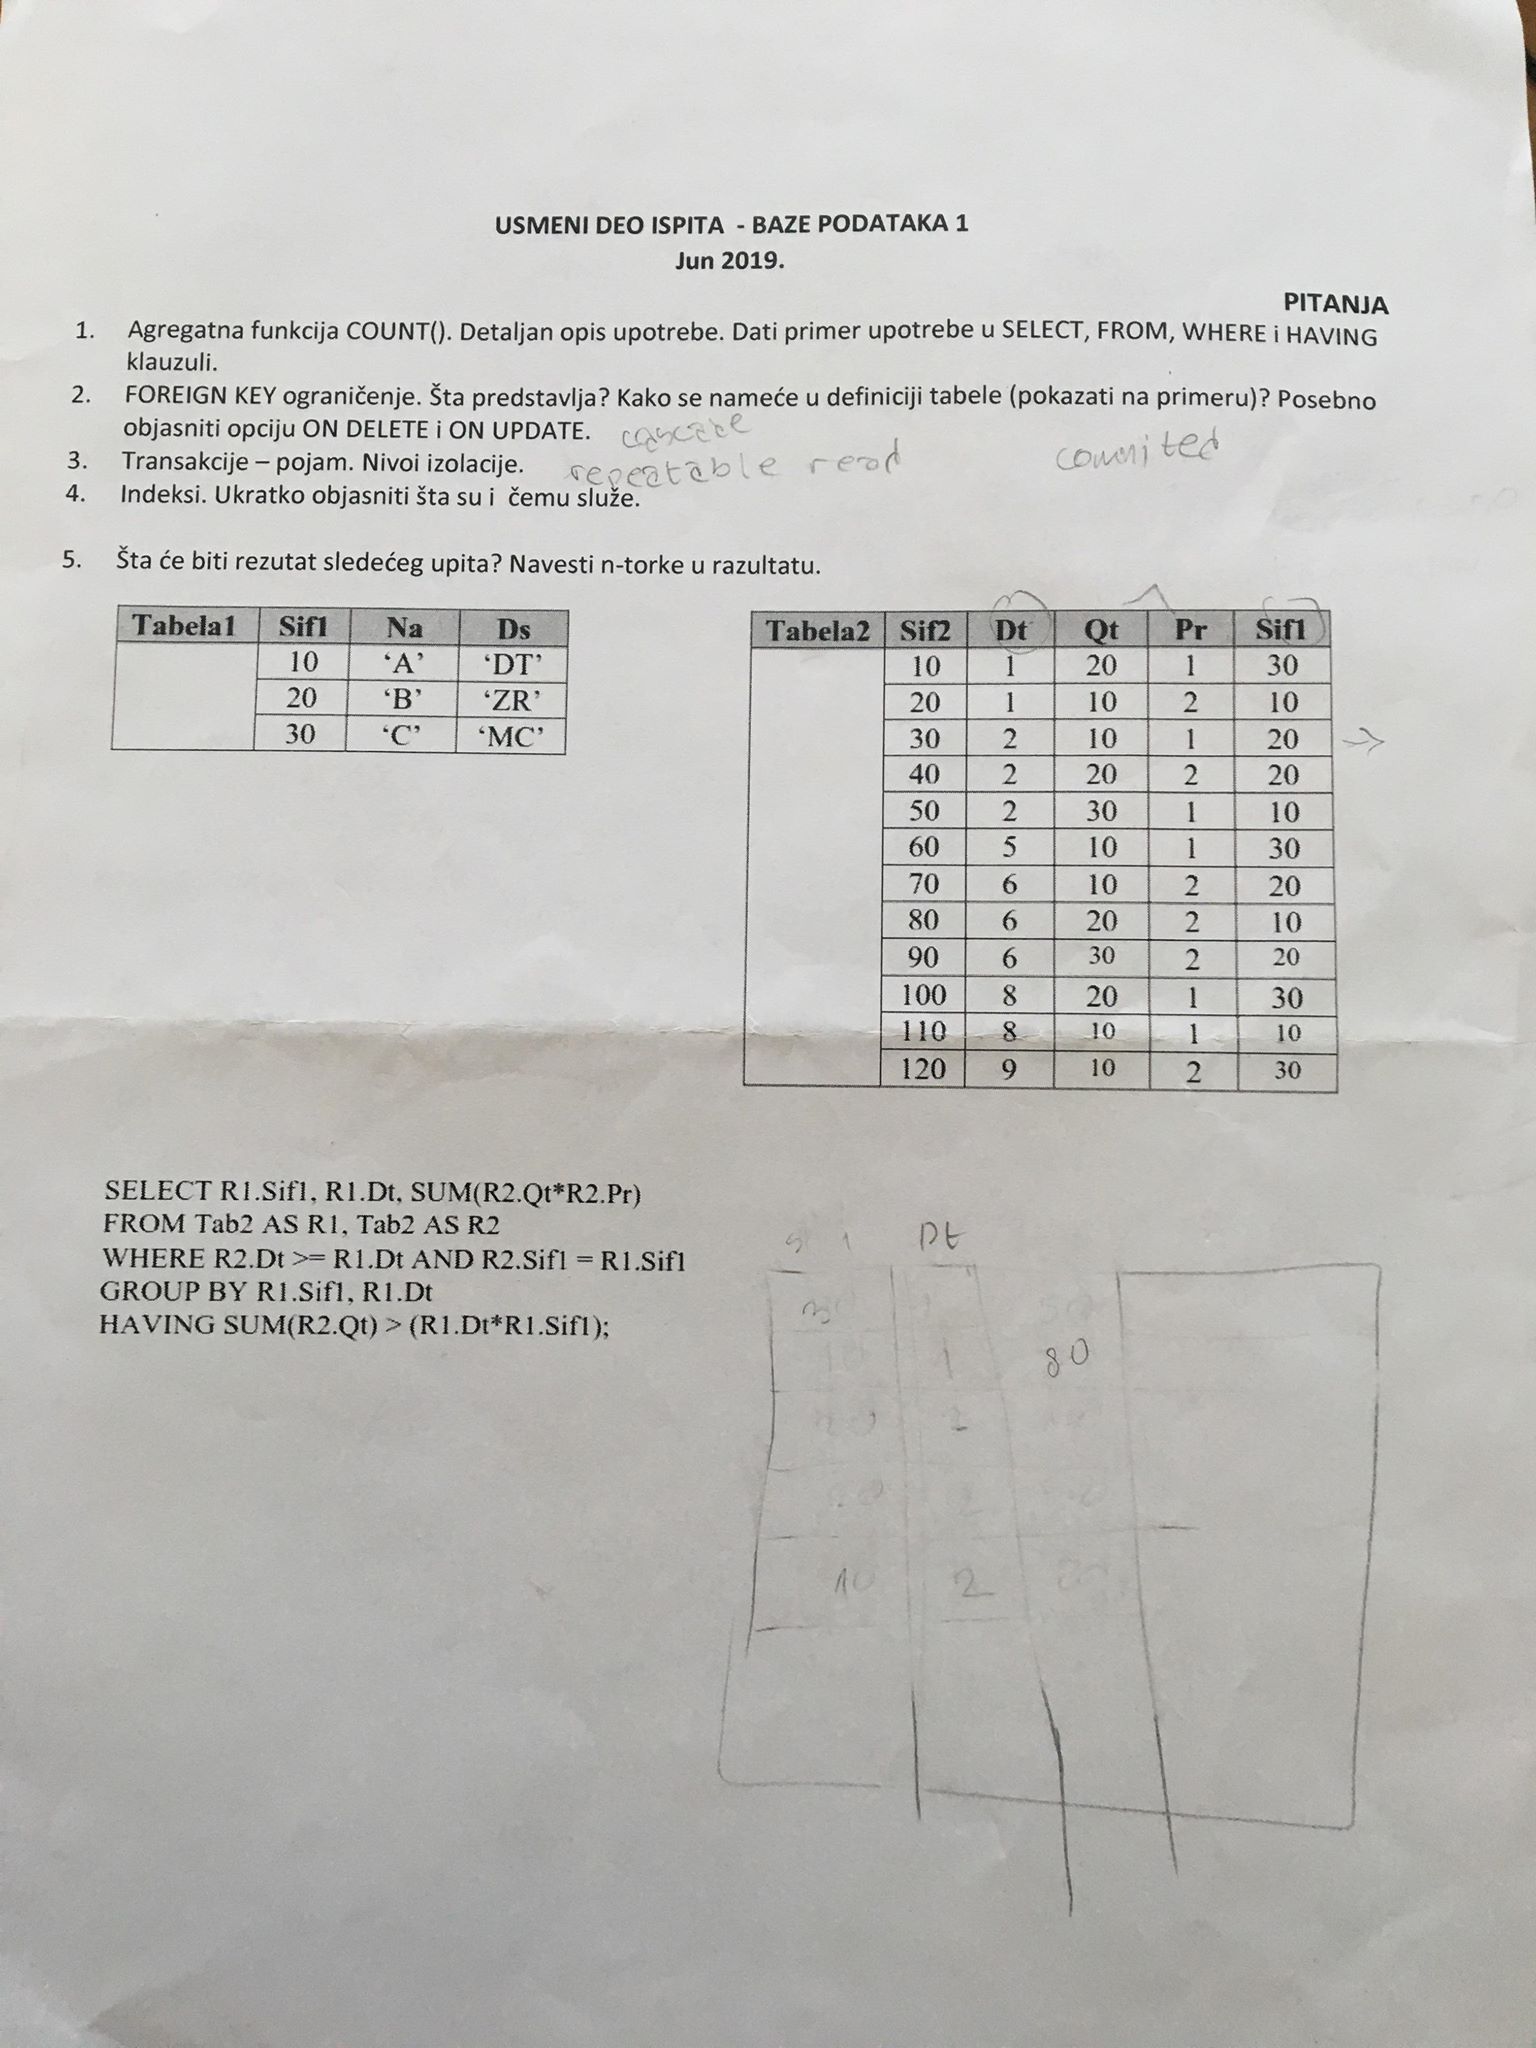 USMENI DEO ISPITA - BAZE PODATAKA 1
Jun 2019.
PITANJA
1. Agregatna funkcija COUNT(). Detaljan opis upotrebe. Dati primer upotrebe u SELECT, FROM, WHERE i HAVING
klauzuli.
2. FOREIGN KEY ograničenje. Šta predstavlja? Kako se nameće u definiciji tabele (pokazati na primeru)? Posebno
objasniti opciju ON DELETE i ON UPDATE. cascade
3. Transakcije – pojam. Nivoi izolacije. repeatable read commited
4. Indeksi. Ukratko objasniti šta su i čemu služe.
5. Šta će biti rezutat sledećeg upita? Navesti n-torke u razultatu.
Tabela1 Sif1 Na Ds
10 ‘A’ ‘DT’
20 ‘B’ ‘ZR’
30 ‘C’ ‘MC’
Tabela2 Sif2 Dt Qt Pr Sif1
10 1 20 1 30
20 1 10 2 10
30 2 10 1 20
40 2 20 2 20
50 2 30 1 10
60 5 10 1 30
70 6 10 2 20
80 6 20 2 10
90 6 30 2 20
100 8 20 1 30
110 8 10 1 10
120 9 10 2 30
SELECT R1.Sif1, R1.Dt, SUM(R2.Qt*R2.Pr)
FROM Tab2 AS R1, Tab2 AS R2
WHERE R2.Dt >= R1.Dt AND R2.Sif1 = R1.Sif1
GROUP BY R1.Sif1, R1.Dt
HAVING SUM(R2.Qt) > (R1.Dt*R1.Sif1);
Dt
30
10 1 80
2
10 2